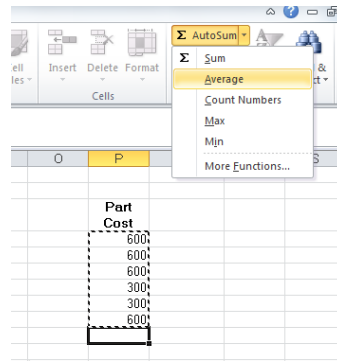 Σ AutoSum
ell
les
Insert Delete Format
Cells
Σ Sum
Average
Count Numbers
Max
Min
More Functions...
&
ct
O P S
Part
Cost
600
600
600
300
300
600